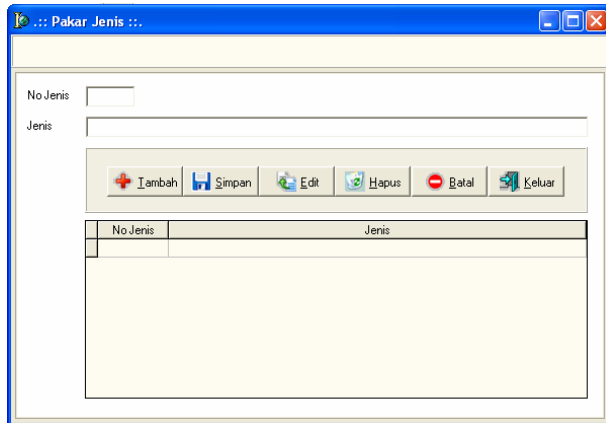 .:: Pakar Jenis ::.
No Jenis
Jenis
Tambah Simpan Edit Hapus Batal Keluar
No Jenis Jenis